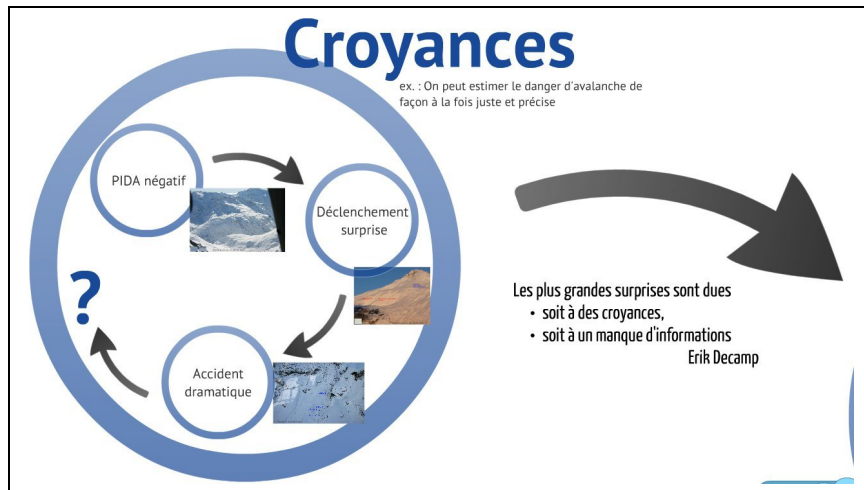 Croyances
ex. : On peut estimer le danger d'avalanche de
façon à la fois juste et précise
PIDA négatif
Déclenchement
surprise
?
Accident
dramatique
Les plus grandes surprises sont dues
• soit à des croyances,
• soit à un manque d'informations
Erik Decamp